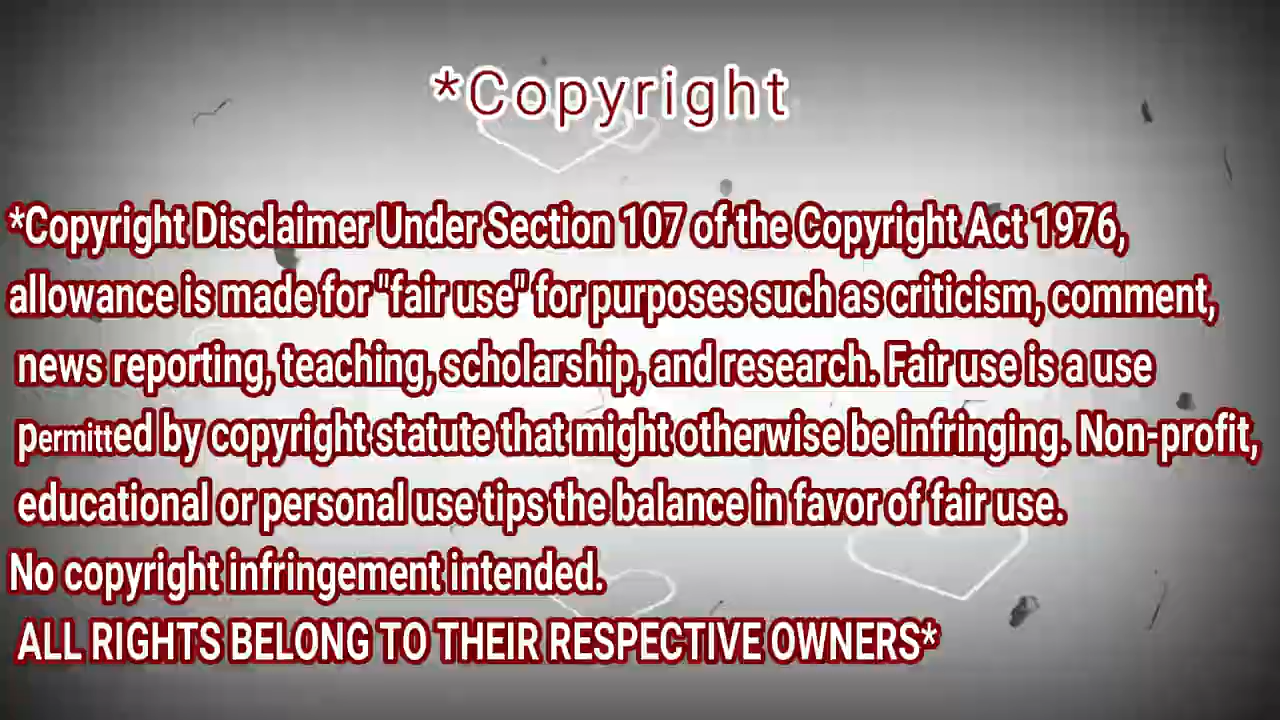 *Copyright
*Copyright Disclaimer Under Section 107 of the Copyright Act 1976,
allowance is made for "fair use" for purposes such as criticism, comment,
news reporting, teaching, scholarship, and research. Fair use is a use
permitted by copyright statute that might otherwise be infringing. Non-profit,
educational or personal use tips the balance in favor of fair use.
No copyright infringement intended.
ALL RIGHTS BELONG TO THEIR RESPECTIVE OWNERS*